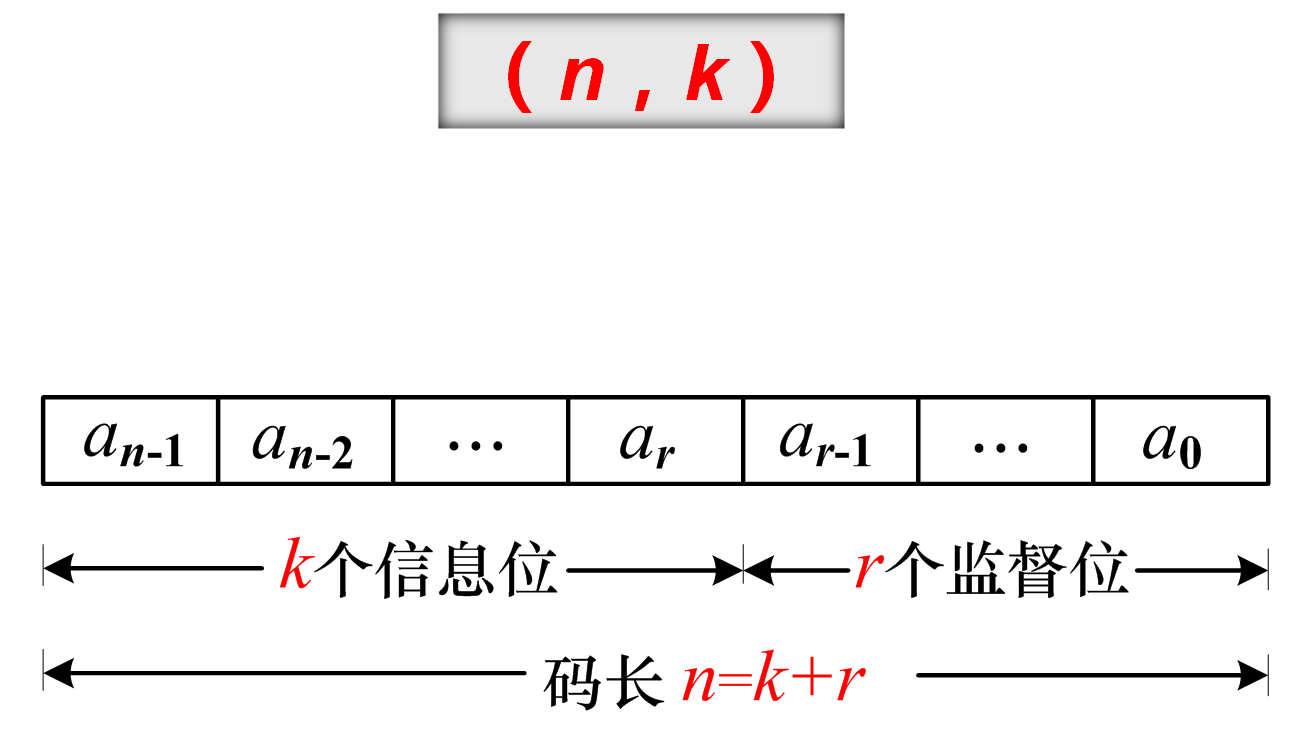 (n,k)
aₙ₋₁ aₙ₋₂ ⋯ aᵣ aᵣ₋₁ ⋯ a₀
k个信息位 r个监督位
码长 n=k+r